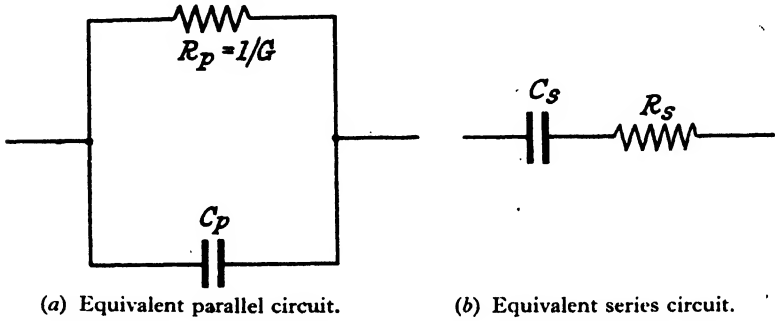 R_p = 1/G
C_s
R_s
C_p
(a) Equivalent parallel circuit.
(b) Equivalent series circuit.